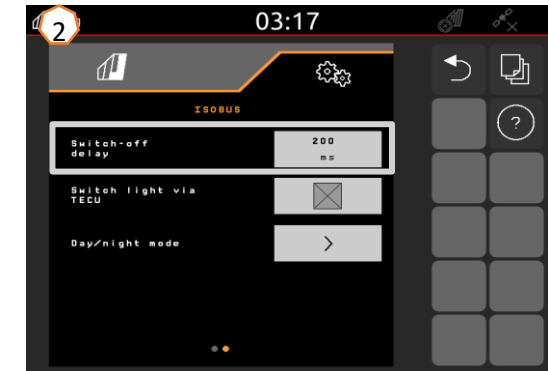 2
03:17
ISOBUS
Switch-off
delay
200
ms
?
Switch light via
TECU
Day/night mode